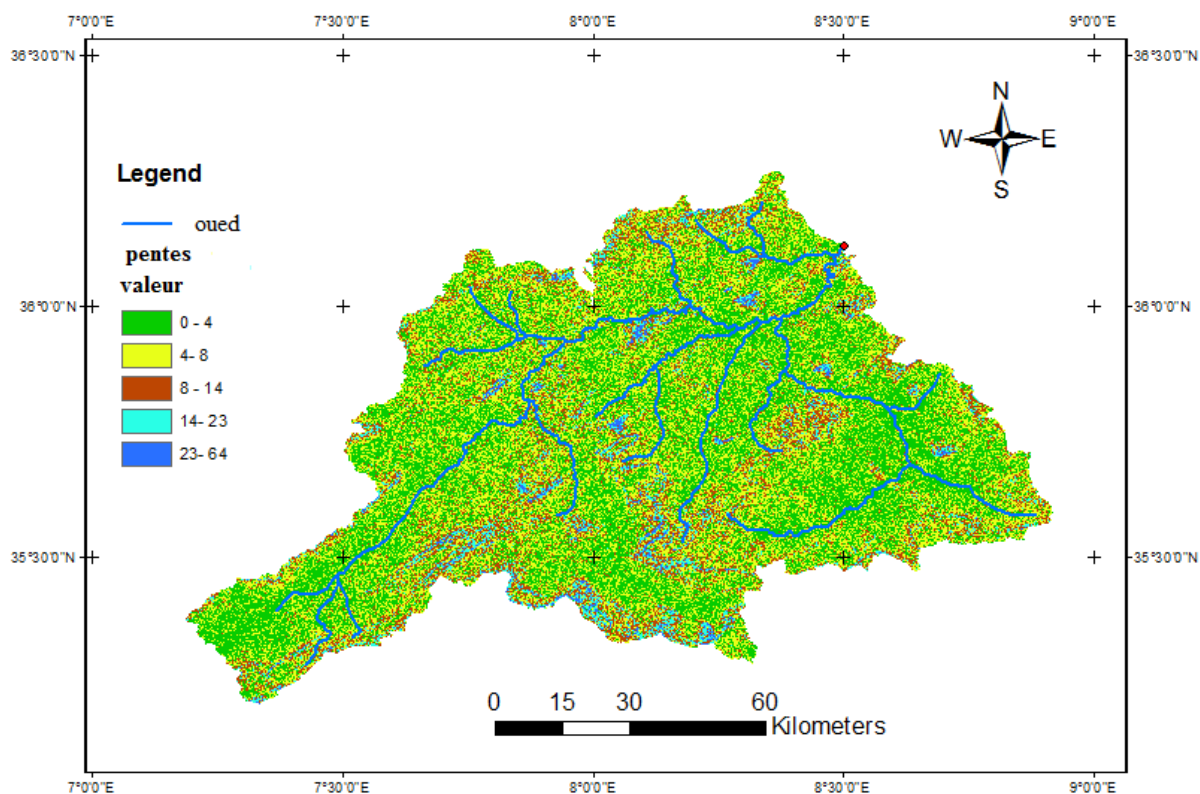 7°0'0"E 7°30'0"E 8°0'0"E 8°30'0"E 9°0'0"E
36°30'0"N 36°30'0"N
N
W E
S
Legend
oued
pentes
valeur
0 - 4
4- 8
8 - 14
14- 23
23- 64
36°0'0"N 36°0'0"N
35°30'0"N 35°30'0"N
0 15 30 60
Kilometers
7°0'0"E 7°30'0"E 8°0'0"E 8°30'0"E 9°0'0"E